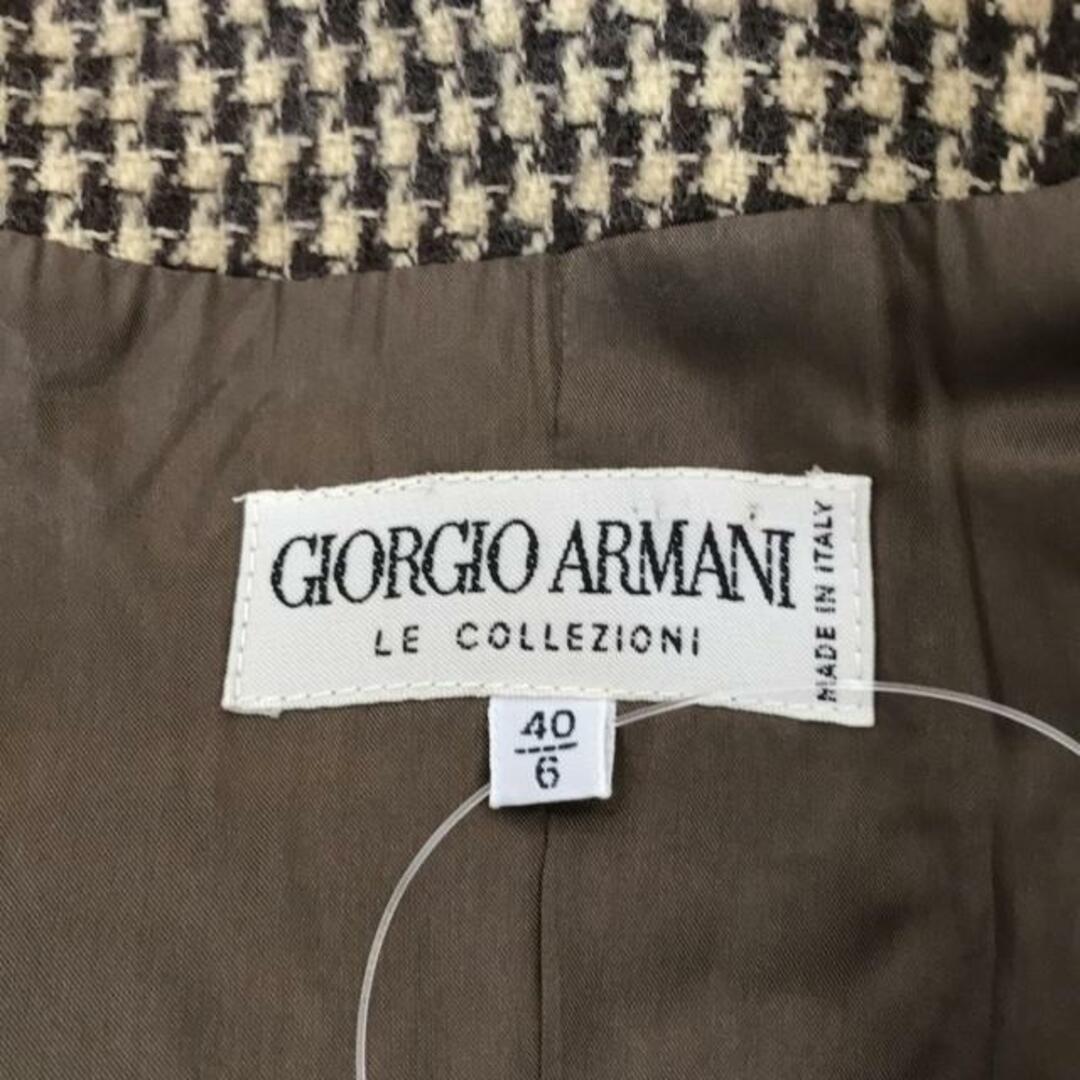 GIORGIO ARMANI
LE COLLEZIONI
MADE IN ITALY
40
6